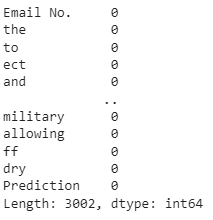 Email No.     0
the           0
to            0
ect           0
and           0
             ..
military      0
allowing      0
ff            0
dry           0
Prediction    0
Length: 3002, dtype: int64